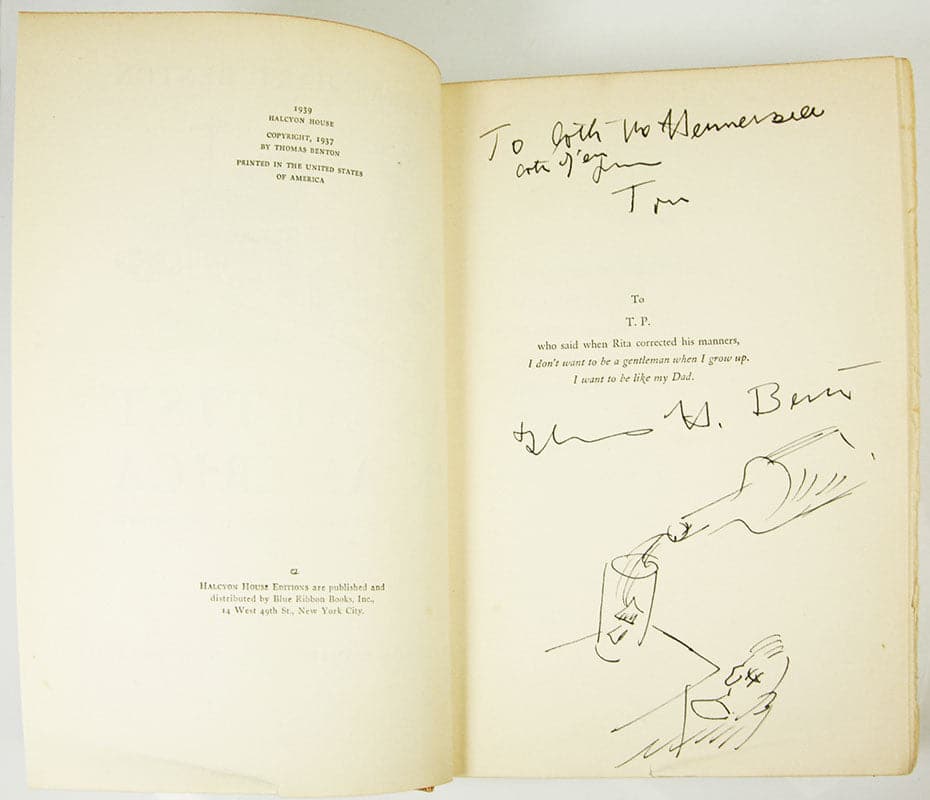 1939
HALCYON HOUSE
COPYRIGHT, 1937
BY THOMAS BENTON
PRINTED IN THE UNITED STATES
OF AMERICA
HALCYON HOUSE EDITIONS are published and
distributed by Blue Ribbon Books, Inc.,
14 West 49th St., New York City.
To both
of
Tom
To
T. P.
who said when Rita corrected his manners,
I don't want to be a gentleman when I grow up.
I want to be like my Dad.
Thomas H. Benton